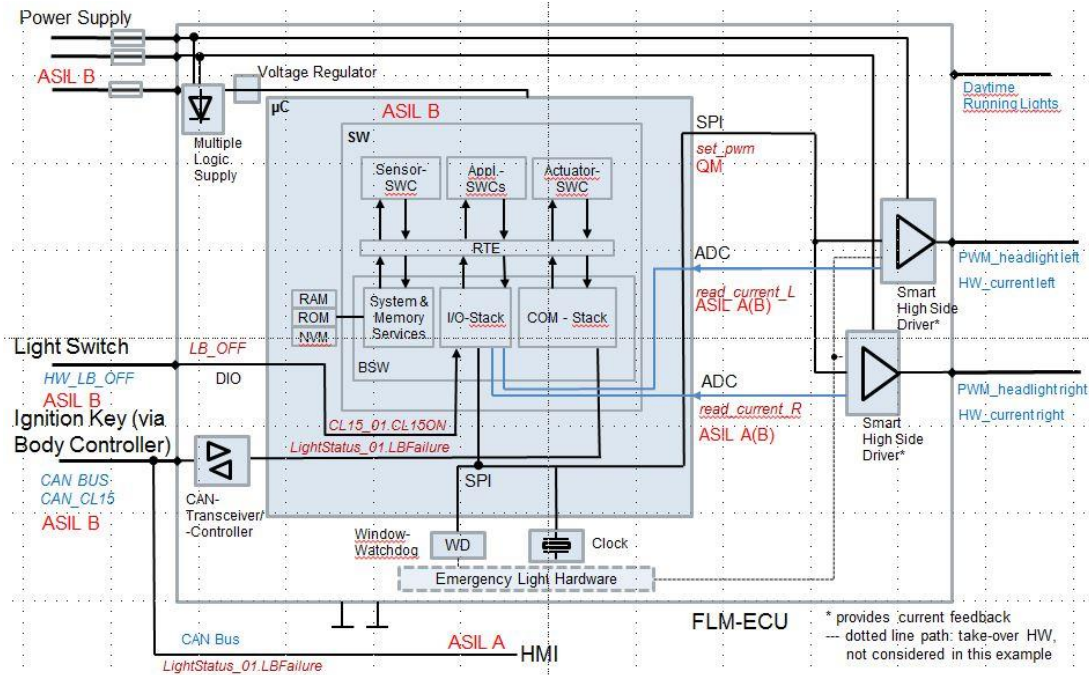 Power Supply
ASIL B
Voltage Regulator
Multiple
Logic.
Supply
µC
ASIL B
SW
Sensor-
SWC
Appl.-
SWCs
Actuator-
SWC
RTE
RAM
ROM
NVM
System &
Memory
Services
I/O-Stack
COM - Stack
BSW
SPI
set_pwm
QM
ADC
read_current_L
ASIL A(B)
ADC
read_current_R
ASIL A(B)
Daytime
Running Lights
Smart
High Side
Driver*
PWM_headlight left
HW_current left
Smart
High Side
Driver*
PWM_headlight right
HW_current right
Light Switch
LB_OFF
HW_LB_OFF
DIO
ASIL B
Ignition Key (via
Body Controller)
CL15_01.CL15ON
LightStatus_01.LBFailure
CAN BUS
CAN_CL15
ASIL B
CAN-
Transceiver/
-Controller
SPI
Window-
Watchdog
WD
Clock
Emergency Light Hardware
FLM-ECU
* provides current feedback
--- dotted line path: take-over HW,
not considered in this example
CAN Bus
LightStatus_01.LBFailure
ASIL A
HMI